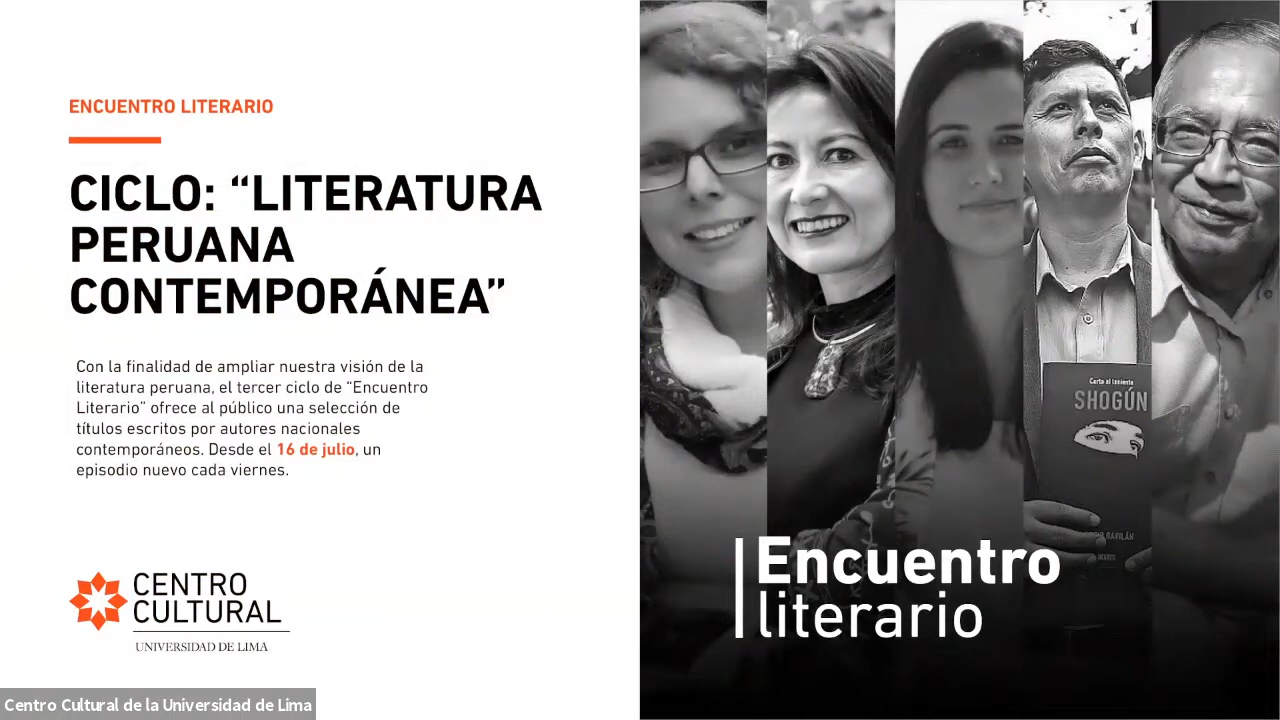 ENCUENTRO LITERARIO
CICLO: “LITERATURA
PERUANA
CONTEMPORÁNEA”
Con la finalidad de ampliar nuestra visión de la
literatura peruana, el tercer ciclo de “Encuentro
Literario” ofrece al público una selección de
títulos escritos por autores nacionales
contemporáneos. Desde el 16 de julio, un
episodio nuevo cada viernes.
CENTRO
CULTURAL
UNIVERSIDAD DE LIMA
Centro Cultural de la Universidad de Lima
Carta al teniente
SHOGÚN
Encuentro
literario